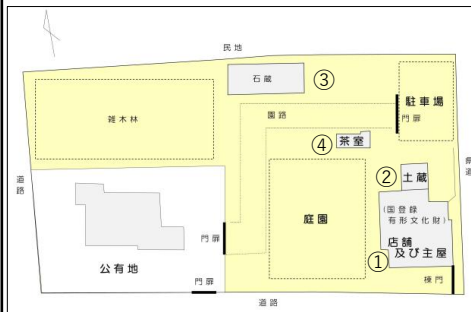 民地
石蔵
③
駐車場
雑木林
園路
門扉
④
茶室
道路
県道
②
土蔵
庭園
(国登録
有形文化財)
店舗
及び主屋
門扉
①
公有地
門扉
棟門
道路